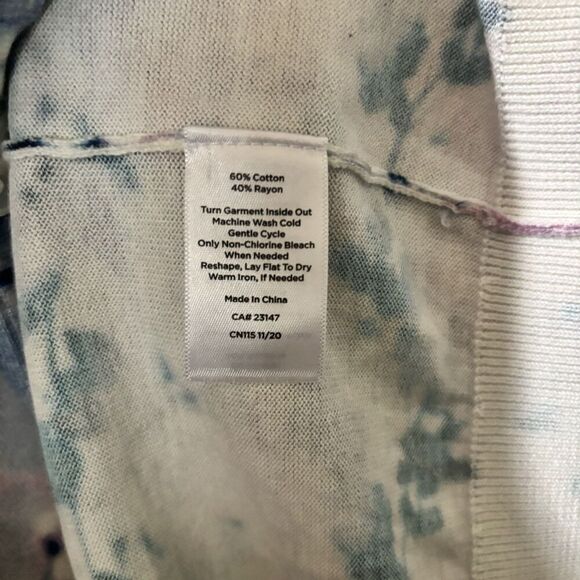 60% Cotton
40% Rayon
Turn Garment Inside Out
Machine Wash Cold
Gentle Cycle
Only Non-Chlorine Bleach
When Needed
Reshape, Lay Flat To Dry
Warm Iron, If Needed
Made In China
CA# 23147
CN115 11/20